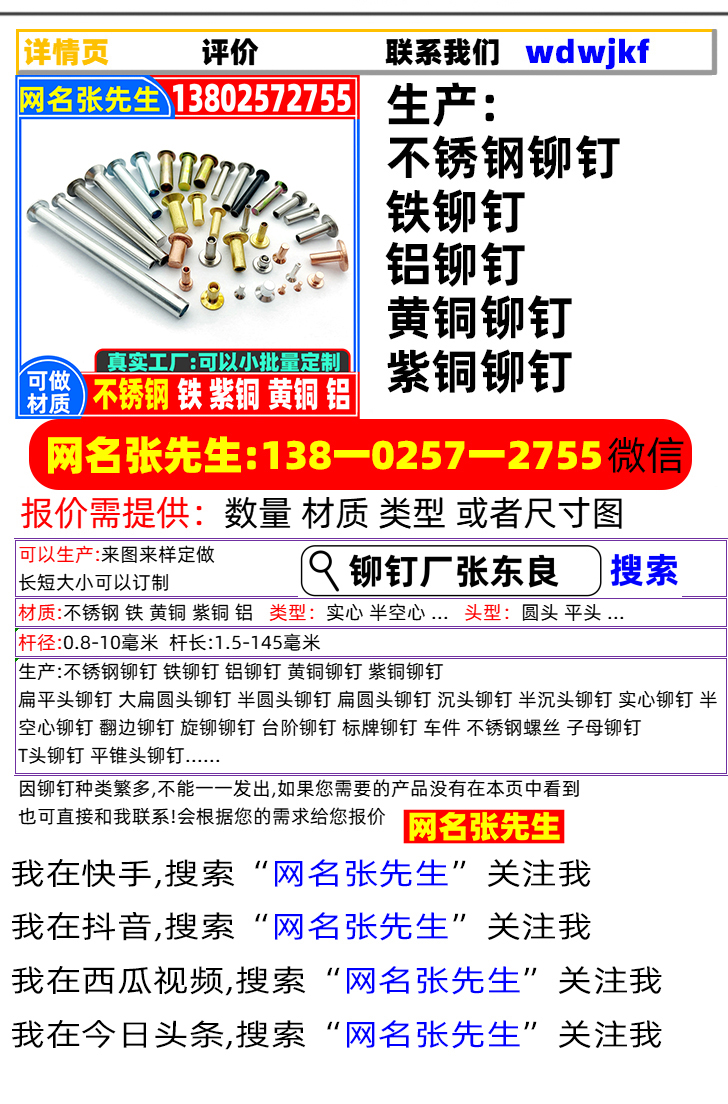 详情页 评价 联系我们 wdwjkf
网名张先生 13802572755
生产:
不锈钢铆钉
铁铆钉
铝铆钉
黄铜铆钉
紫铜铆钉
真实工厂:可以小批量定制
可做
材质
不锈钢 铁 紫铜 黄铜 铝
网名张先生:138一0257一2755微信
报价需提供：数量 材质 类型 或者尺寸图
可以生产:来图来样定做
长短大小可以订制
铆钉厂张东良 搜索
材质:不锈钢 铁 黄铜 紫铜 铝 类型：实心 半空心 ... 头型：圆头 平头 ...
杆径:0.8-10毫米 杆长:1.5-145毫米
生产:不锈钢铆钉 铁铆钉 铝铆钉 黄铜铆钉 紫铜铆钉
扁平头铆钉 大扁圆头铆钉 半圆头铆钉 扁圆头铆钉 沉头铆钉 半沉头铆钉 实心铆钉 半
空心铆钉 翻边铆钉 旋铆铆钉 台阶铆钉 标牌铆钉 车件 不锈钢螺丝 子母铆钉
T头铆钉 平锥头铆钉......
因铆钉种类繁多,不能一一发出,如果您需要的产品没有在本页中看到
也可直接和我联系!会根据您的需求给您报价 网名张先生
我在快手,搜索“网名张先生”关注我
我在抖音,搜索“网名张先生”关注我
我在西瓜视频,搜索“网名张先生”关注我
我在今日头条,搜索“网名张先生”关注我